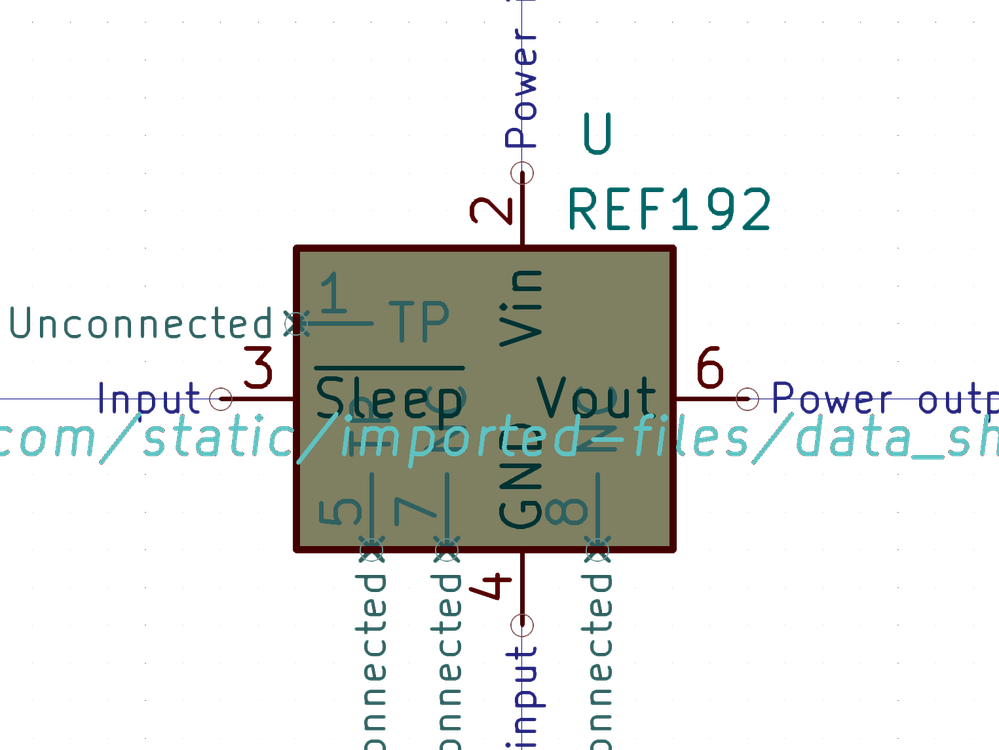 Power
U
2
REF192
1
Vin
Unconnected
TP
3
6
Input
Sleep
Vout
Power outp
TP
NC
NC
com/static/imported-files/data_sh
GND
5
7
8
4
onnected
onnected
input
onnected